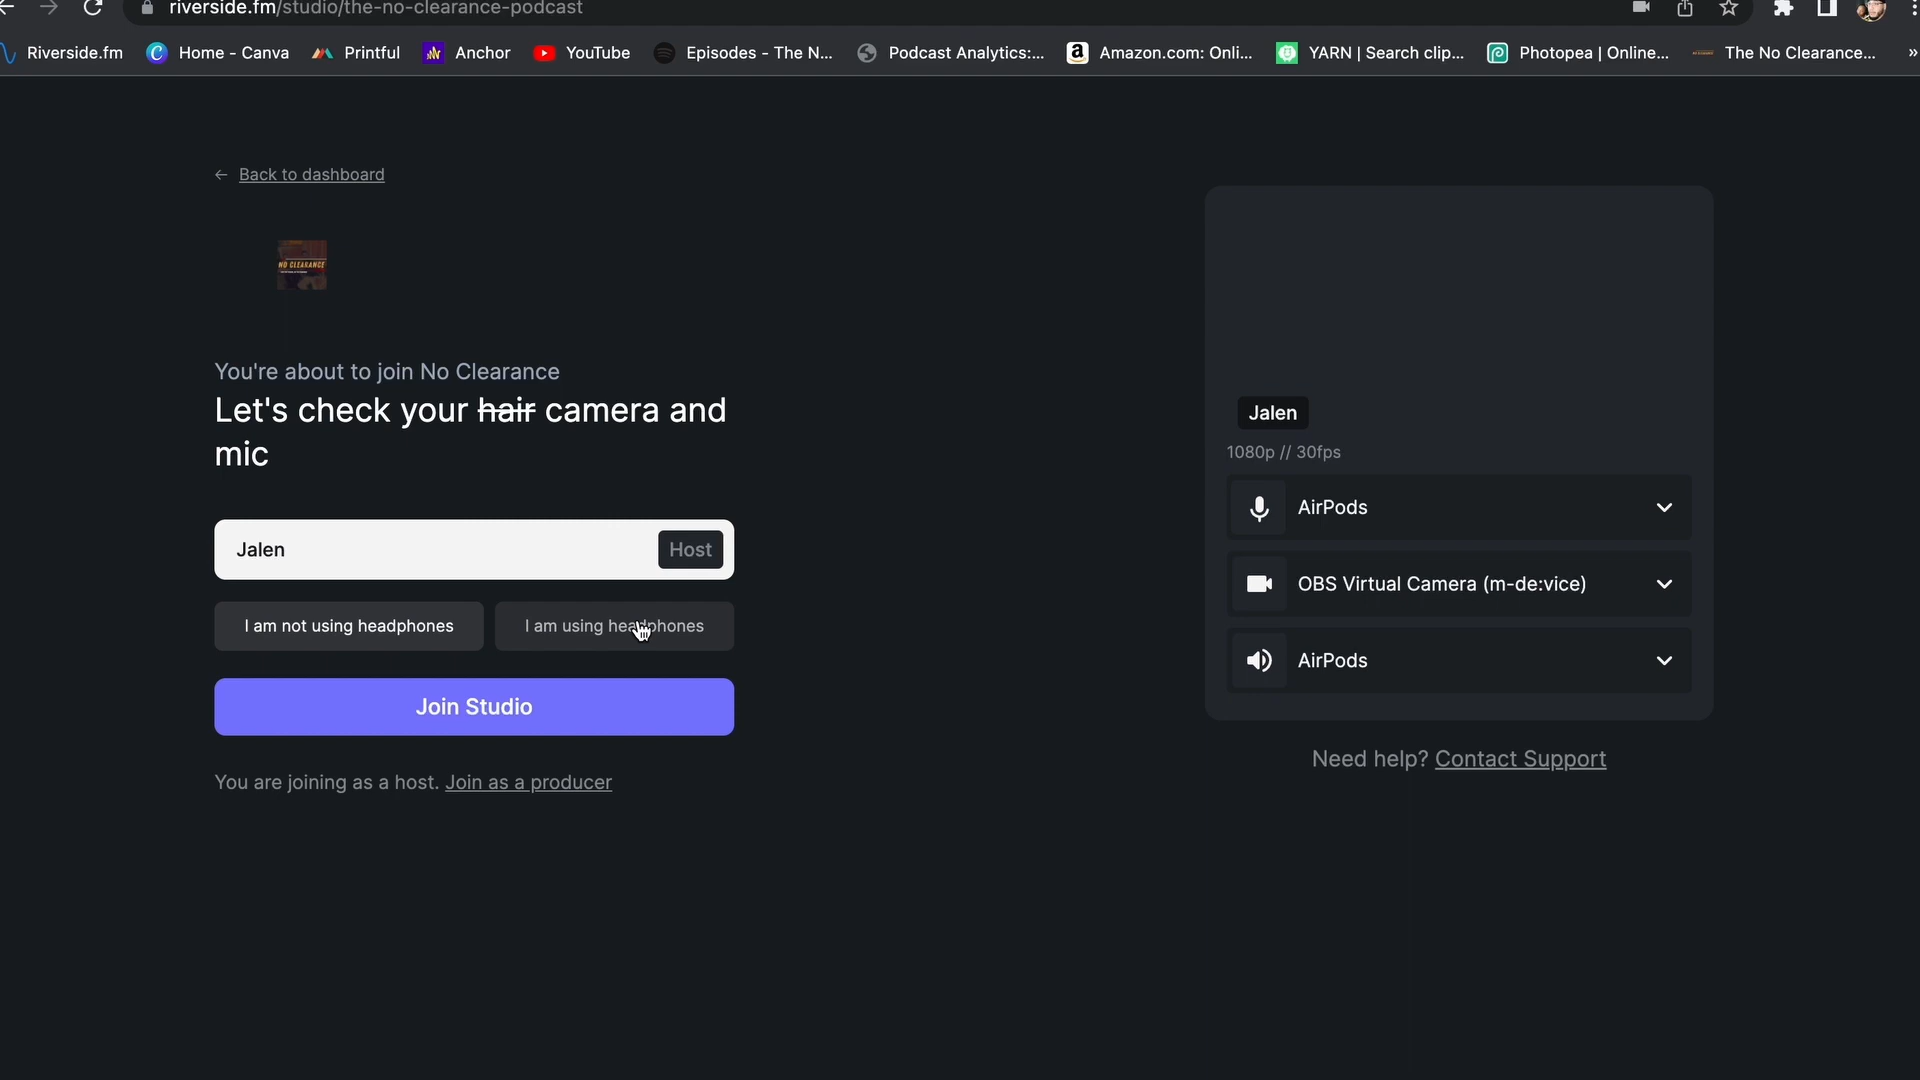 riverside.fm/studio/the-no-clearance-podcast
Riverside.fm
Home - Canva
Printful
Anchor
YouTube
Episodes - The N...
Podcast Analytics:...
Amazon.com: Onli...
YARN | Search clip...
Photopea | Online...
The No Clearance...
Back to dashboard
NO CLEARANCE
You're about to join No Clearance
Let's check your hair camera and
mic
Jalen
Host
I am not using headphones
I am using headphones
Join Studio
You are joining as a host. Join as a producer
Jalen
1080p // 30fps
AirPods
OBS Virtual Camera (m-de:vice)
AirPods
Need help? Contact Support